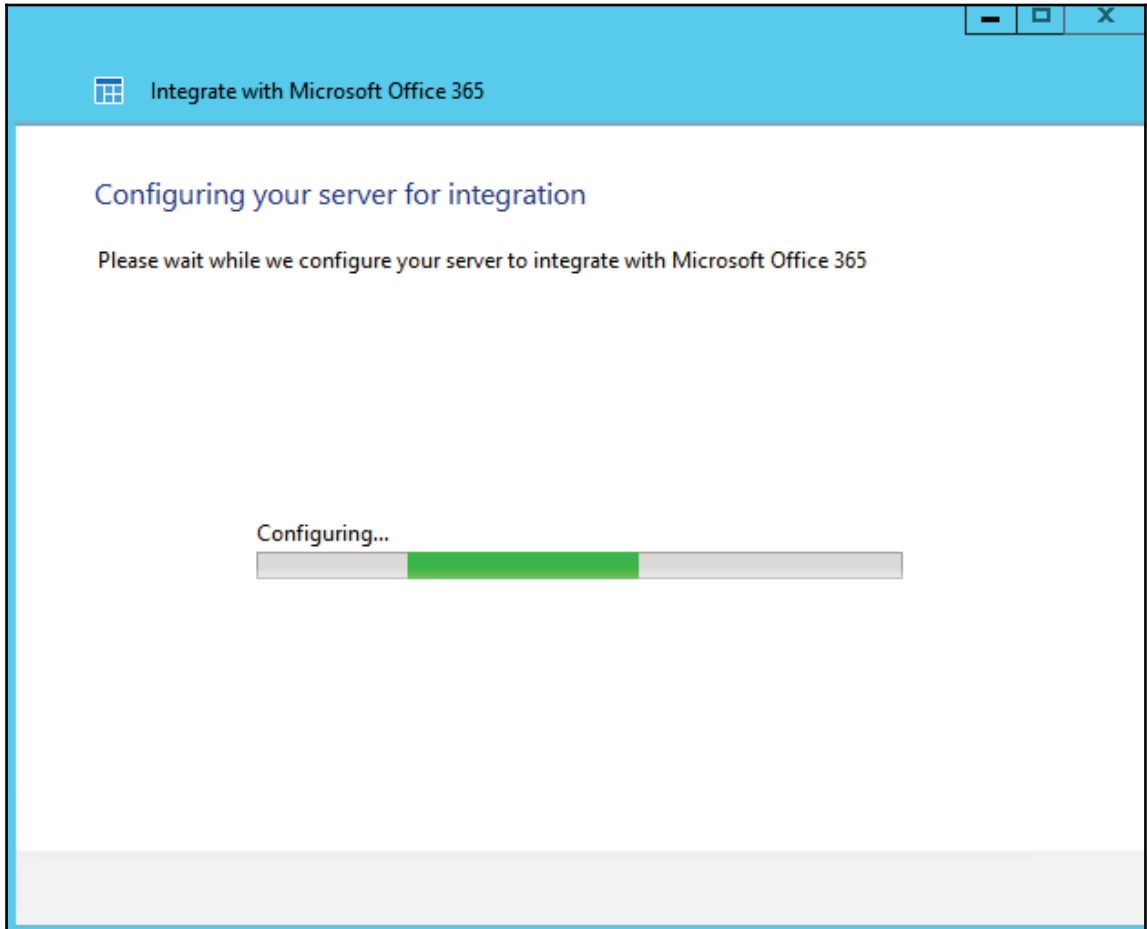 Integrate with Microsoft Office 365
Configuring your server for integration
Please wait while we configure your server to integrate with Microsoft Office 365
Configuring...